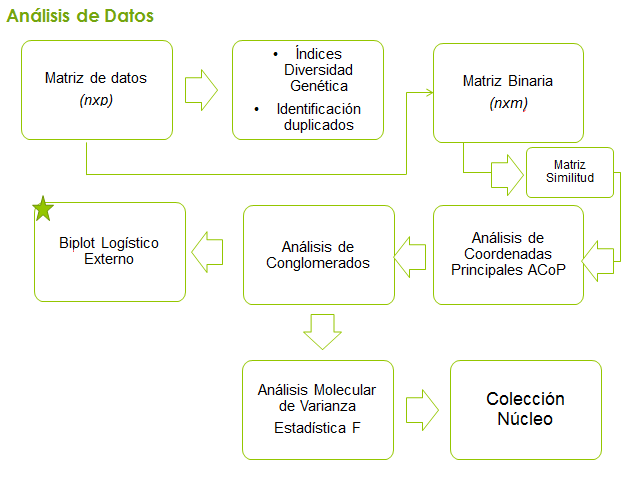 Análisis de Datos
Matriz de datos
(nxp)
• Índices
Diversidad
Genética
• Identificación
duplicados
Matriz Binaria
(nxm)
Matriz
Similitud
Biplot Logístico
Externo
Análisis de
Conglomerados
Análisis de
Coordenadas
Principales ACoP
Análisis Molecular
de Varianza
Estadística F
Colección
Núcleo